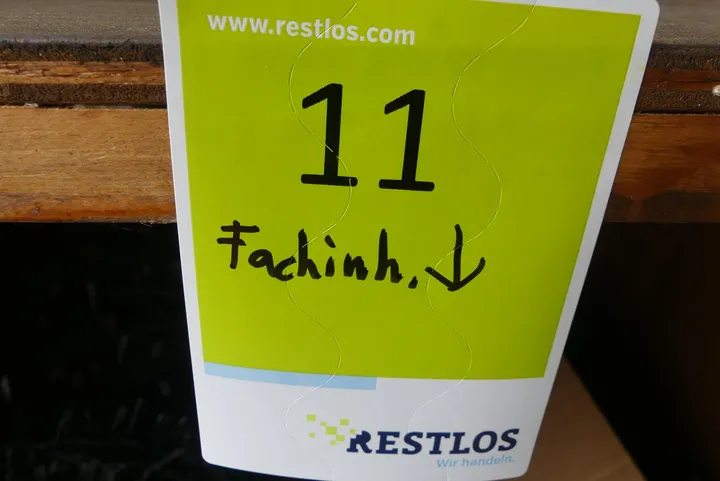 www.restlos.com
11
Fachinh. ↓
RESTLOS
Wir handeln.